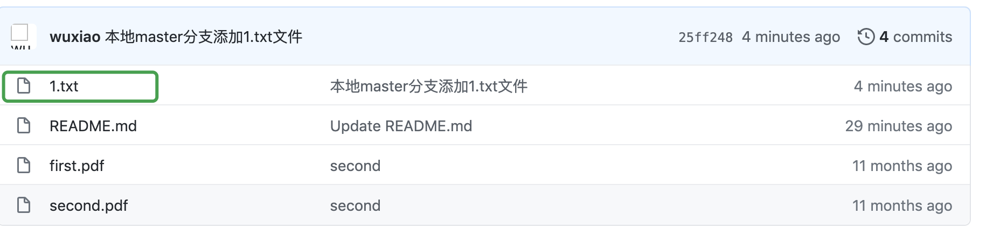 wuxiao 本地master分支添加1.txt文件 25ff248 4 minutes ago 4 commits
1.txt 本地master分支添加1.txt文件 4 minutes ago
README.md Update README.md 29 minutes ago
first.pdf second 11 months ago
second.pdf second 11 months ago